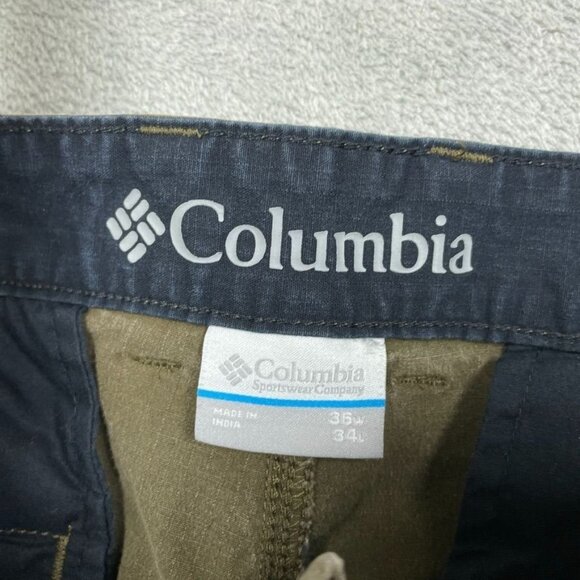 Columbia
Columbia
Sportswear Company
MADE IN
INDIA
36W
34L